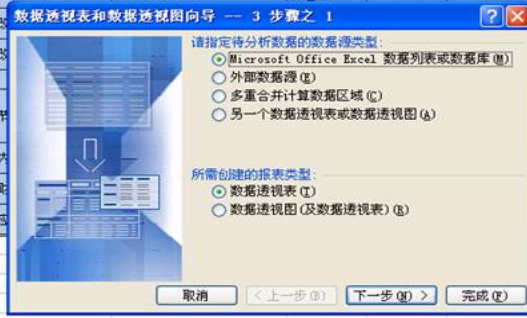 数据透视表和数据透视图向导 -- 3 步骤之 1
请指定待分析数据的数据源类型:
Microsoft Office Excel 数据列表或数据库(M)
外部数据源(E)
多重合并计算数据区域(C)
另一个数据透视表或数据透视图(A)
所需创建的报表类型:
数据透视表(T)
数据透视图(及数据透视表)(R)
取消 <上一步(B) 下一步(N) > 完成(F)